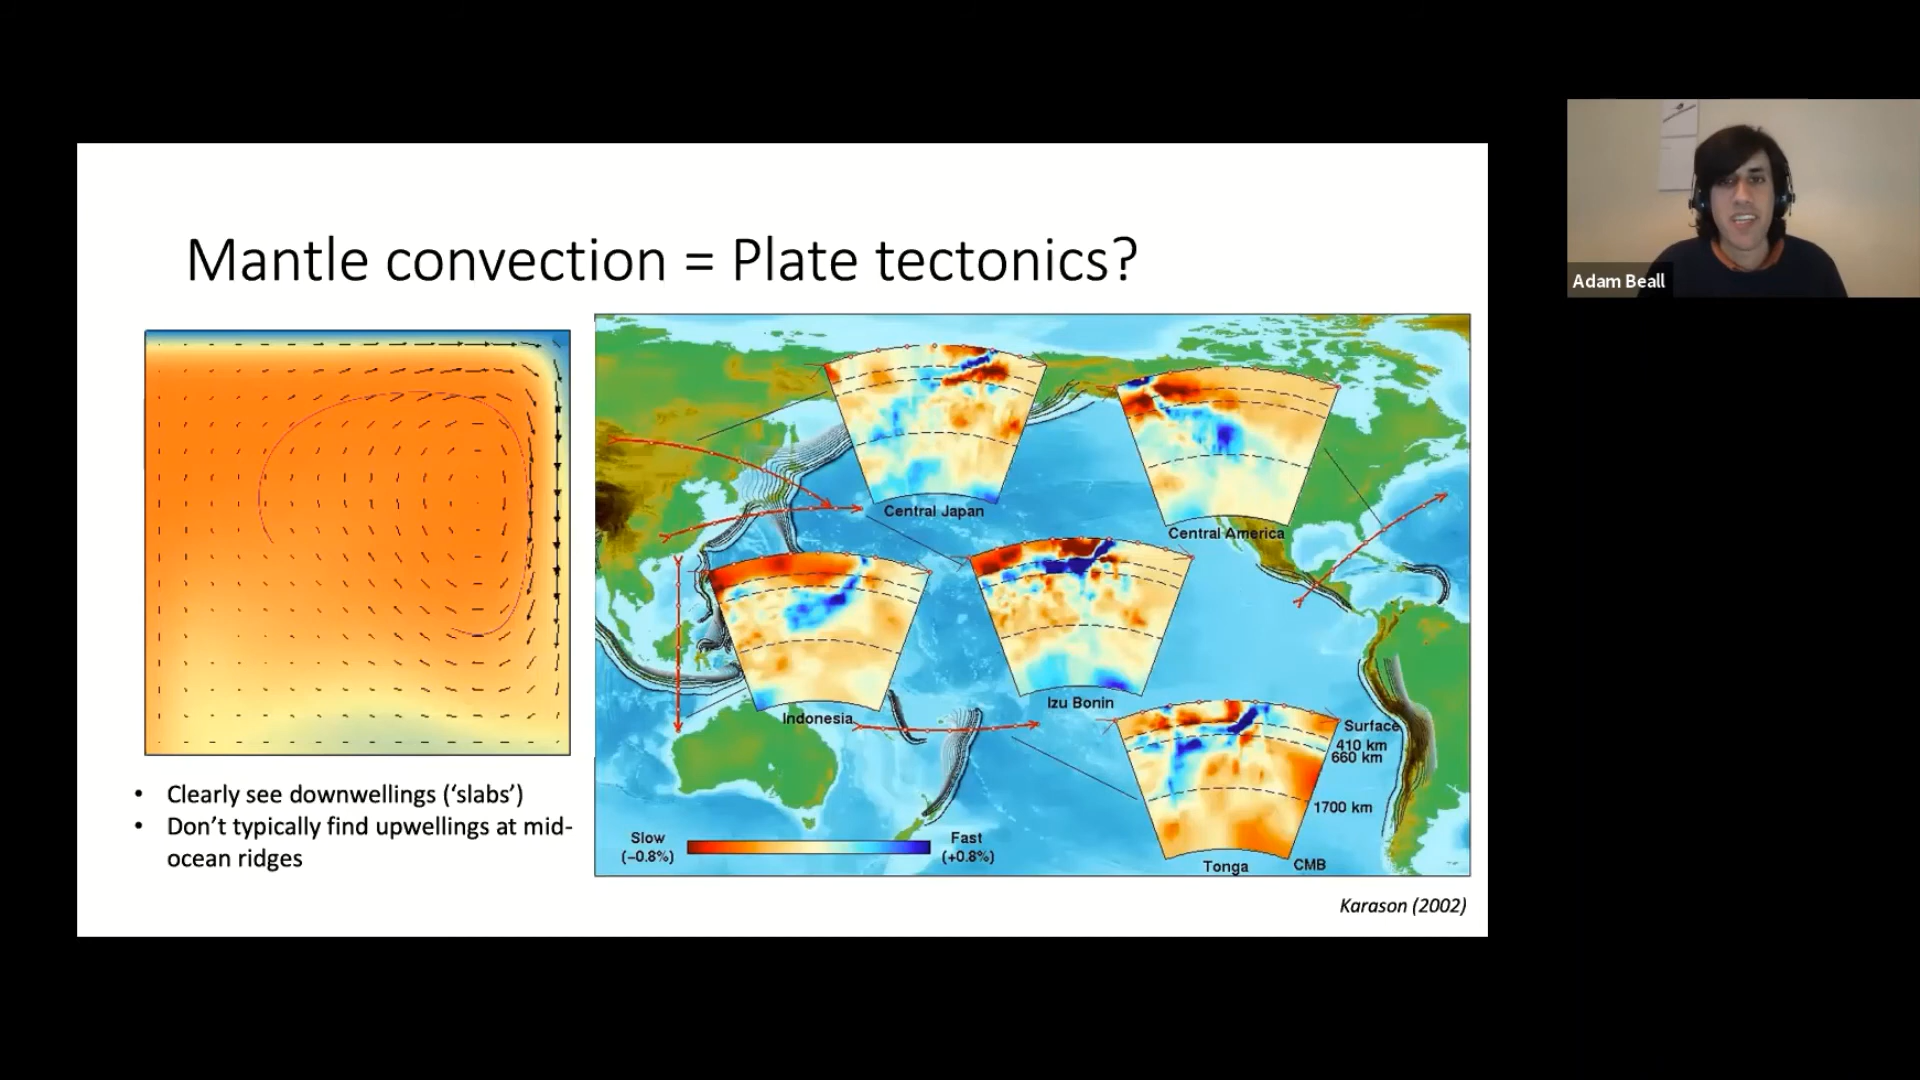 Mantle convection = Plate tectonics?
Central Japan
Central America
Indonesia
Izu Bonin
Surface
410 km
660 km
1700 km
Tonga
CMB
Slow
(−0.8%)
Fast
(+0.8%)
• Clearly see downwellings (‘slabs’)
• Don’t typically find upwellings at mid-
ocean ridges
Karason (2002)
Adam Beall